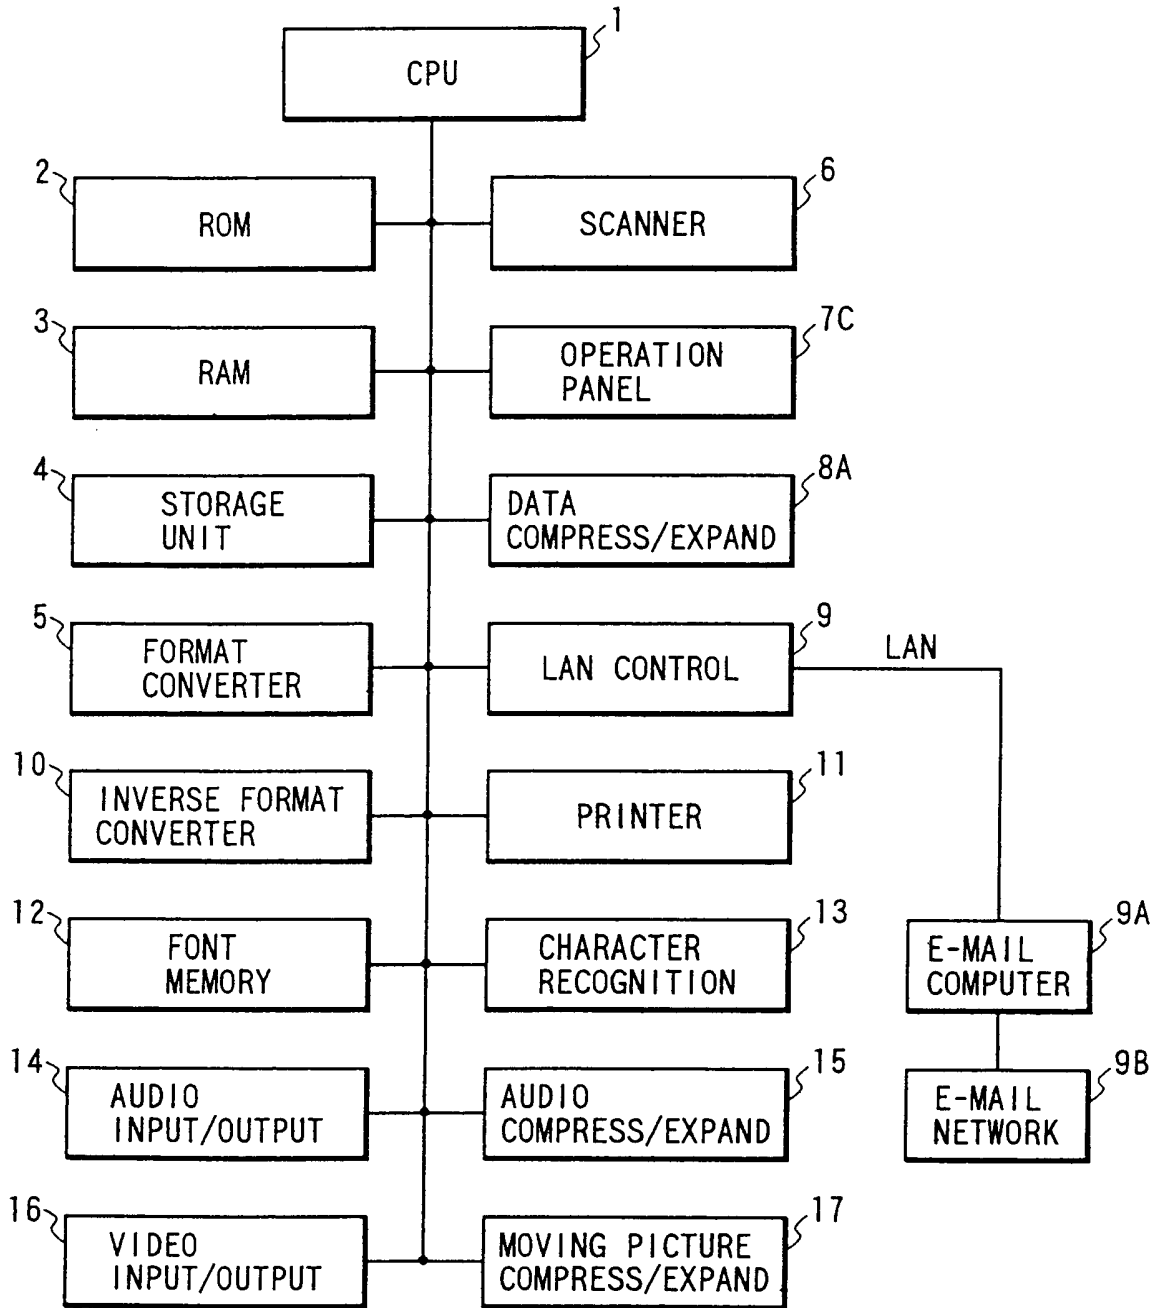 1
CPU
2
ROM
6
SCANNER
3
RAM
7C
OPERATION
PANEL
4
STORAGE
UNIT
8A
DATA
COMPRESS/EXPAND
5
FORMAT
CONVERTER
9
LAN CONTROL
LAN
10
INVERSE FORMAT
CONVERTER
11
PRINTER
12
FONT
MEMORY
13
CHARACTER
RECOGNITION
9A
E-MAIL
COMPUTER
14
AUDIO
INPUT/OUTPUT
15
AUDIO
COMPRESS/EXPAND
9B
E-MAIL
NETWORK
16
VIDEO
INPUT/OUTPUT
17
MOVING PICTURE
COMPRESS/EXPAND